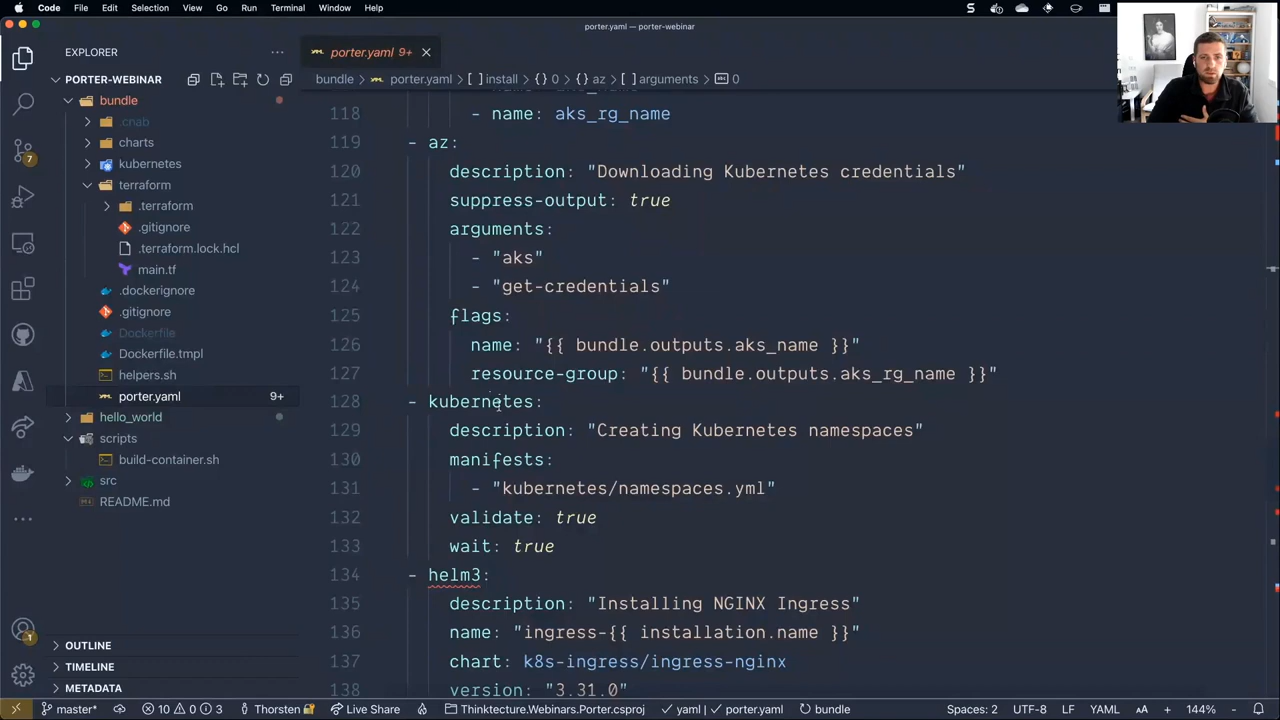 Code File Edit Selection View Go Run Terminal Window Help
porter.yaml — porter-webinar
EXPLORER
porter.yaml 9+
PORTER-WEBINAR
bundle > porter.yaml > [ ] install > {} 0 > {} az > [ ] arguments > abc 0
bundle
.cnab
charts
kubernetes
terraform
.terraform
.gitignore
.terraform.lock.hcl
main.tf
.dockerignore
.gitignore
Dockerfile
Dockerfile.tmpl
helpers.sh
porter.yaml 9+
hello_world
scripts
build-container.sh
src
README.md
7
1
OUTLINE
TIMELINE
METADATA
118 - name: aks_rg_name
119 - az:
120 description: "Downloading Kubernetes credentials"
121 suppress-output: true
122 arguments:
123 - "aks"
124 - "get-credentials"
125 flags:
126 name: "{{ bundle.outputs.aks_name }}"
127 resource-group: "{{ bundle.outputs.aks_rg_name }}"
128 - kubernetes:
129 description: "Creating Kubernetes namespaces"
130 manifests:
131 - "kubernetes/namespaces.yml"
132 validate: true
133 wait: true
134 - helm3:
135 description: "Installing NGINX Ingress"
136 name: "ingress-{{ installation.name }}"
137 chart: k8s-ingress/ingress-nginx
138 version: "3.31.0"
master* 10 0 3 Thorsten Live Share Thinktecture.Webinars.Porter.csproj yaml porter.yaml bundle Spaces: 2 UTF-8 LF YAML AA 144%